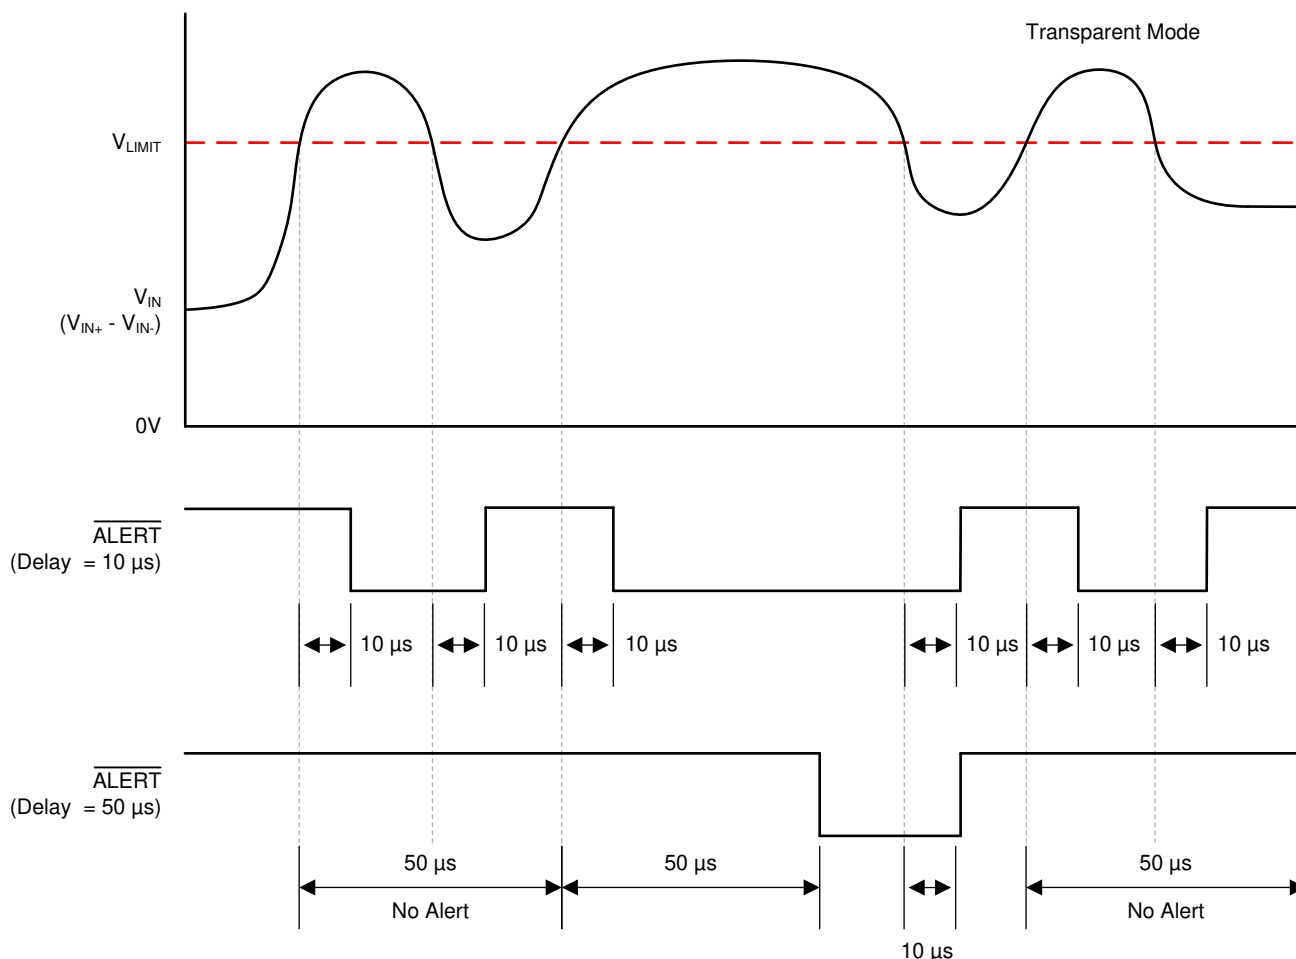 Transparent Mode
VLIMIT
VIN
(VIN+ - VIN-)
0V
ALERT
(Delay = 10 µs)
10 µs
10 µs
10 µs
10 µs
10 µs
10 µs
ALERT
(Delay = 50 µs)
50 µs
50 µs
50 µs
No Alert
No Alert
10 µs